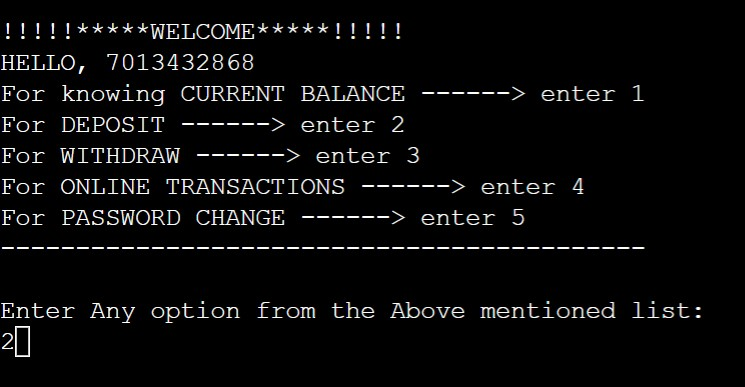 !!!!!*****WELCOME*****!!!!!
HELLO, 7013432868
For knowing CURRENT BALANCE ------> enter 1
For DEPOSIT ------> enter 2
For WITHDRAW ------> enter 3
For ONLINE TRANSACTIONS ------> enter 4
For PASSWORD CHANGE ------> enter 5
-------------------------------------------
Enter Any option from the Above mentioned list:
2